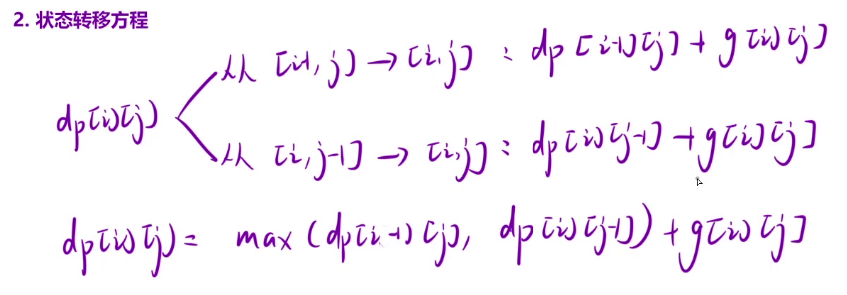 2. 状态转移方程
从 [i-1, j] → [i, j] : dp[i-1][j] + g[i][j]
dp[i][j]
从 [i, j-1] → [i, j] : dp[i][j-1] + g[i][j]
dp[i][j] = max(dp[i-1][j], dp[i][j-1]) + g[i][j]